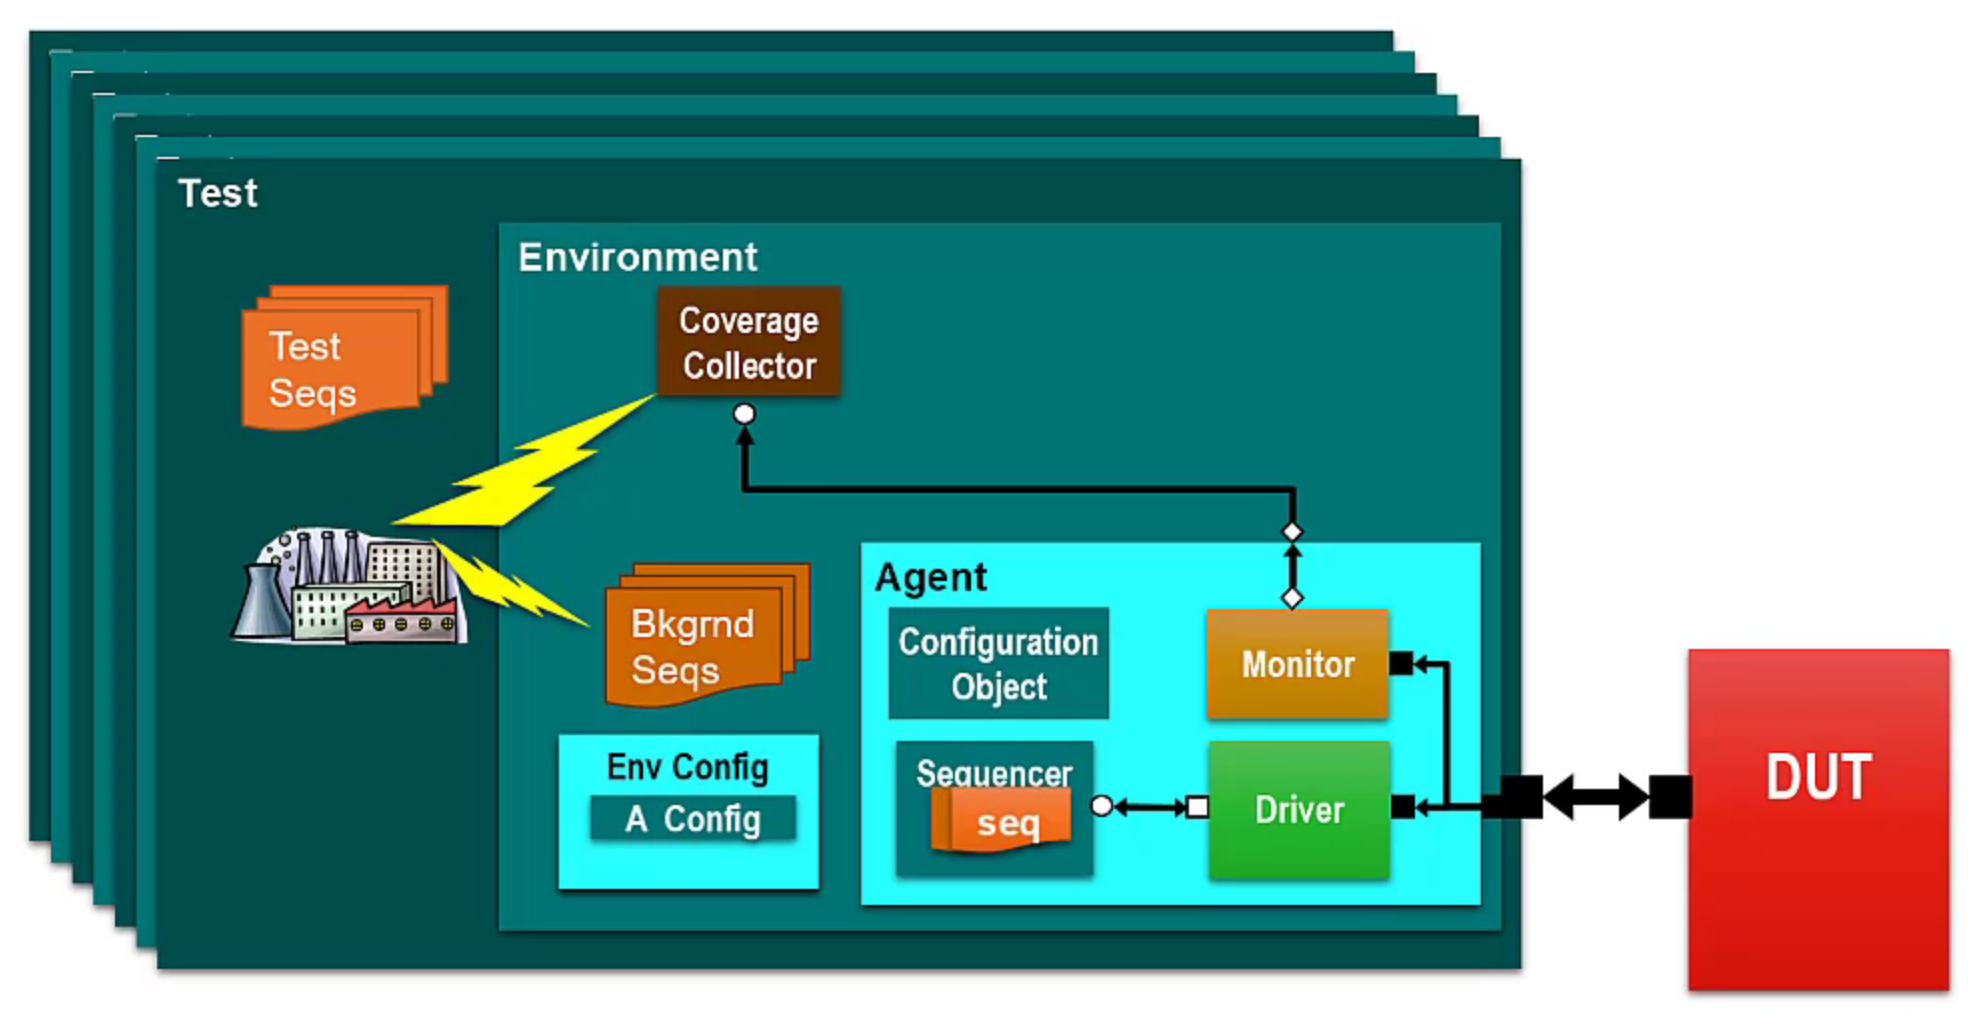 Test
Environment
Coverage
Collector
Test
Seqs
Agent
Configuration
Object
Monitor
Bkgrnd
Seqs
Env Config
A Config
Sequencer
seq
Driver
DUT